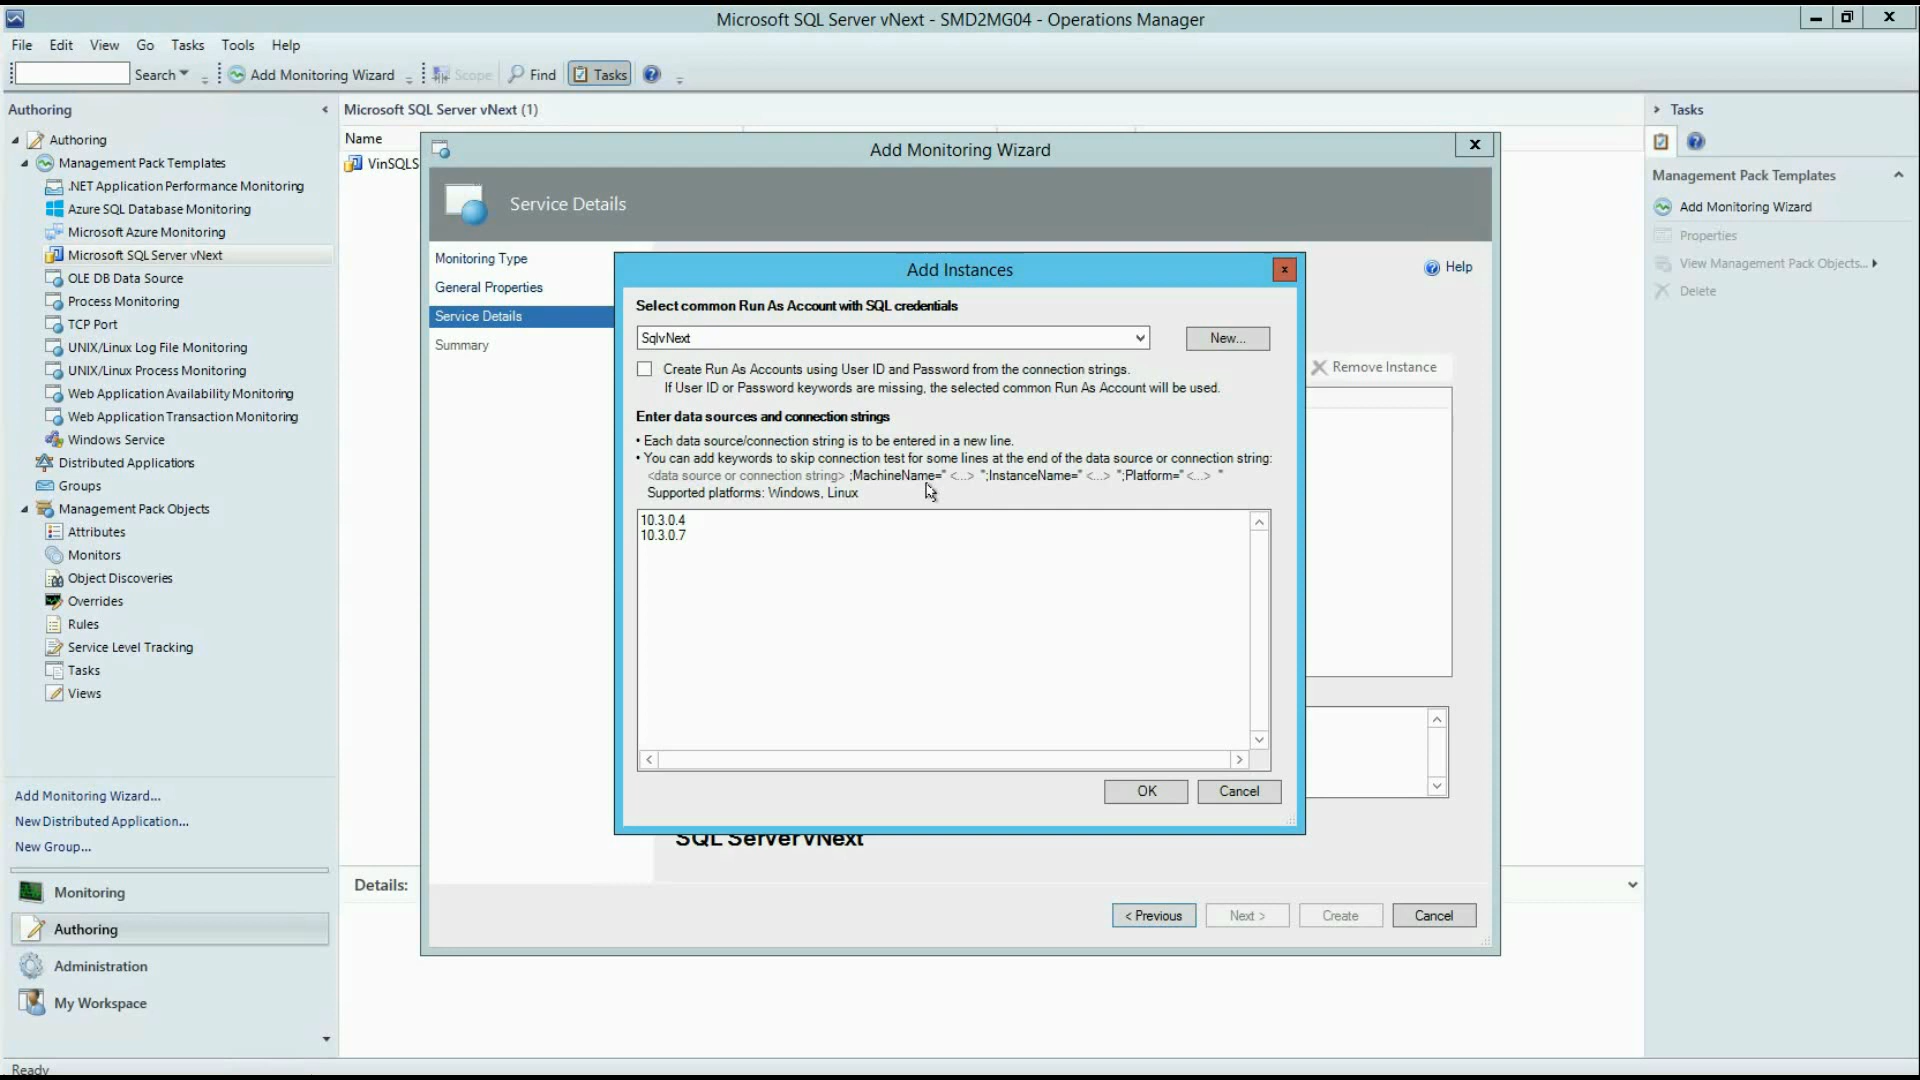 Microsoft SQL Server vNext - SMD2MG04 - Operations Manager
File Edit View Go Tasks Tools Help
Search Add Monitoring Wizard Scope Find Tasks
Authoring
Authoring
Management Pack Templates
.NET Application Performance Monitoring
Azure SQL Database Monitoring
Microsoft Azure Monitoring
Microsoft SQL Server vNext
OLE DB Data Source
Process Monitoring
TCP Port
UNIX/Linux Log File Monitoring
UNIX/Linux Process Monitoring
Web Application Availability Monitoring
Web Application Transaction Monitoring
Windows Service
Distributed Applications
Groups
Management Pack Objects
Attributes
Monitors
Object Discoveries
Overrides
Rules
Service Level Tracking
Tasks
Views
Add Monitoring Wizard...
New Distributed Application...
New Group...
Monitoring
Authoring
Administration
My Workspace
Ready
Microsoft SQL Server vNext (1)
Name
VinSQLS
Details:
Add Monitoring Wizard
Service Details
Monitoring Type
General Properties
Service Details
Summary
Help
Remove Instance
SQL Server vNext
< Previous Next > Create Cancel
Add Instances
Select common Run As Account with SQL credentials
SqlvNext New...
Create Run As Accounts using User ID and Password from the connection strings.
If User ID or Password keywords are missing, the selected common Run As Account will be used.
Enter data sources and connection strings
• Each data source/connection string is to be entered in a new line.
• You can add keywords to skip connection test for some lines at the end of the data source or connection string:
<data source or connection string> ;MachineName=" <...> ";InstanceName=" <...> ";Platform=" <...> "
Supported platforms: Windows, Linux
10.3.0.4
10.3.0.7
OK Cancel
Tasks
Management Pack Templates
Add Monitoring Wizard
Properties
View Management Pack Objects...
Delete